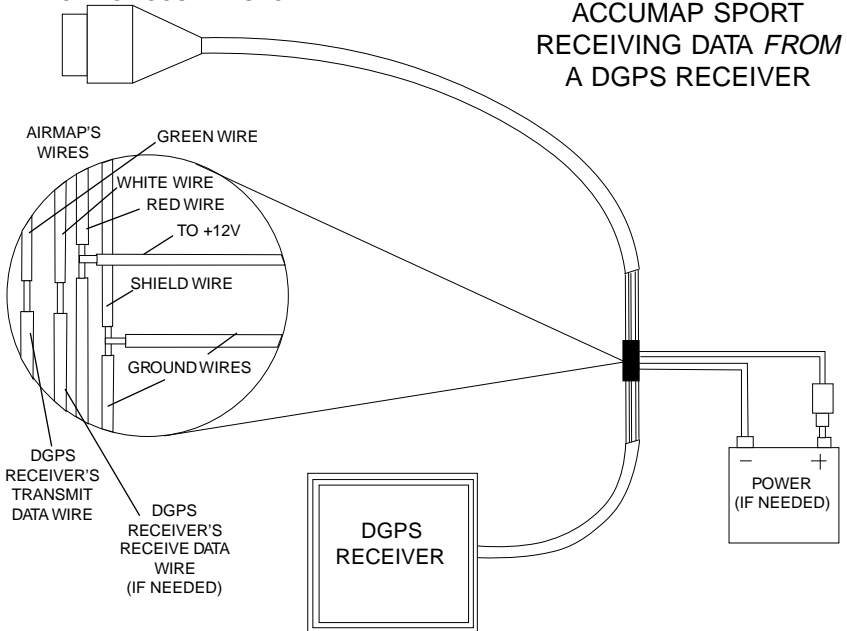 ACCUMAP SPORT
RECEIVING DATA FROM
A DGPS RECEIVER
AIRMAP'S
WIRES
GREEN WIRE
WHITE WIRE
RED WIRE
TO +12V
SHIELD WIRE
GROUND WIRES
DGPS
RECEIVER'S
TRANSMIT
DATA WIRE
DGPS
RECEIVER'S
RECEIVE DATA
WIRE
(IF NEEDED)
DGPS
RECEIVER
– +
POWER
(IF NEEDED)